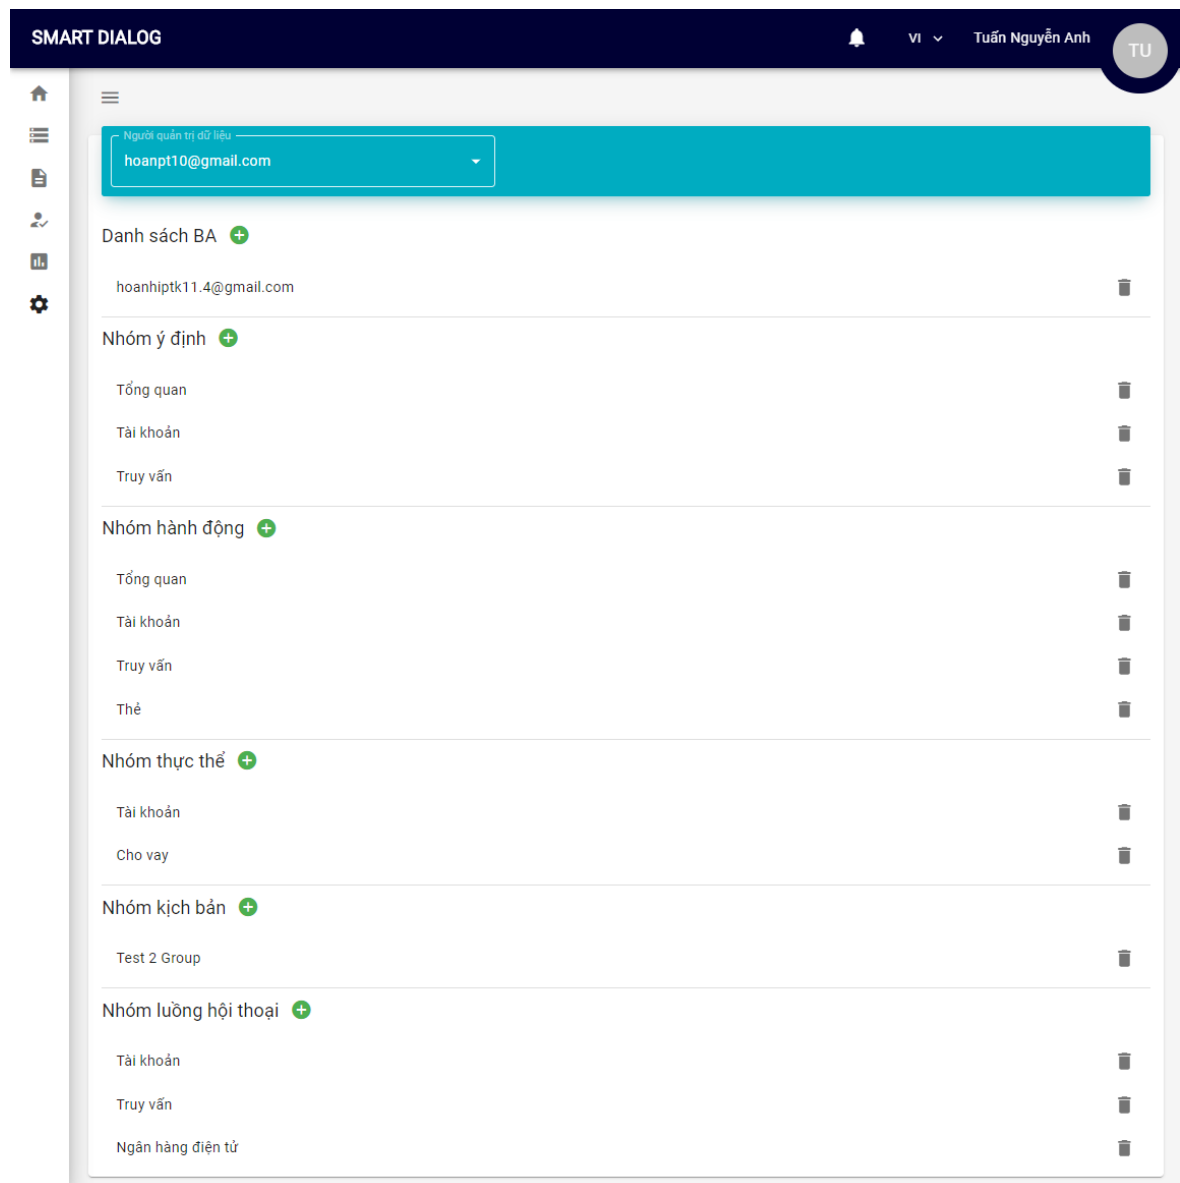 SMART DIALOG
VI
Tuấn Nguyễn Anh
TU
Người quản trị dữ liệu
hoanpt10@gmail.com
Danh sách BA
hoanhiptk11.4@gmail.com
Nhóm ý định
Tổng quan
Tài khoản
Truy vấn
Nhóm hành động
Tổng quan
Tài khoản
Truy vấn
Thẻ
Nhóm thực thể
Tài khoản
Cho vay
Nhóm kịch bản
Test 2 Group
Nhóm luồng hội thoại
Tài khoản
Truy vấn
Ngân hàng điện tử